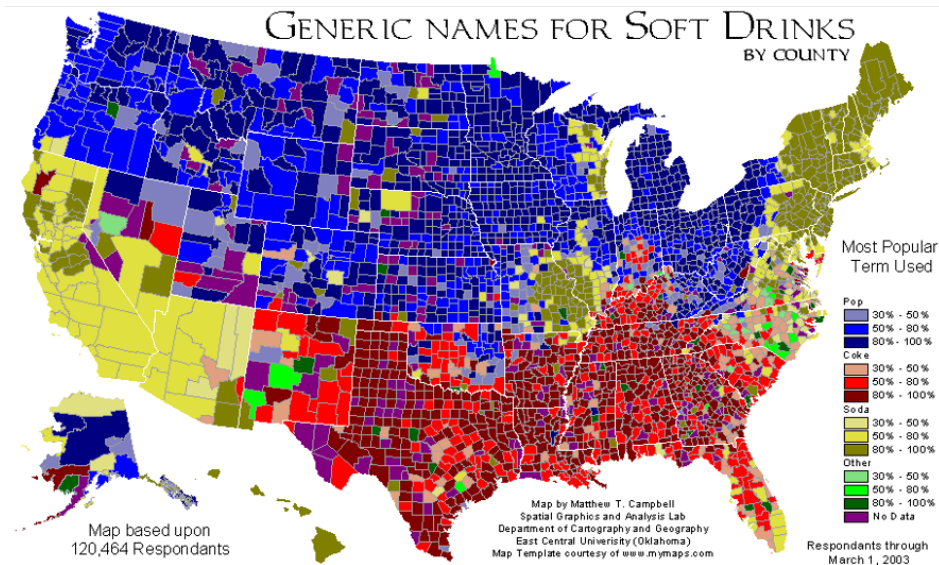 GENERIC NAMES FOR SOFT DRINKS
BY COUNTY
Most Popular
Term Used
Pop
30% - 50%
50% - 80%
80% - 100%
Coke
30% - 50%
50% - 80%
80% - 100%
Soda
30% - 50%
50% - 80%
80% - 100%
Other
30% - 50%
50% - 80%
80% - 100%
No Data
Map based upon
120,464 Respondants
Map by Matthew T. Campbell
Spatial Graphics and Analysis Lab
Department of Cartography and Geography
East Central Univerisity (Oklahoma)
Map Template courtesy of www.mymaps.com
Respondants through
March 1, 2003